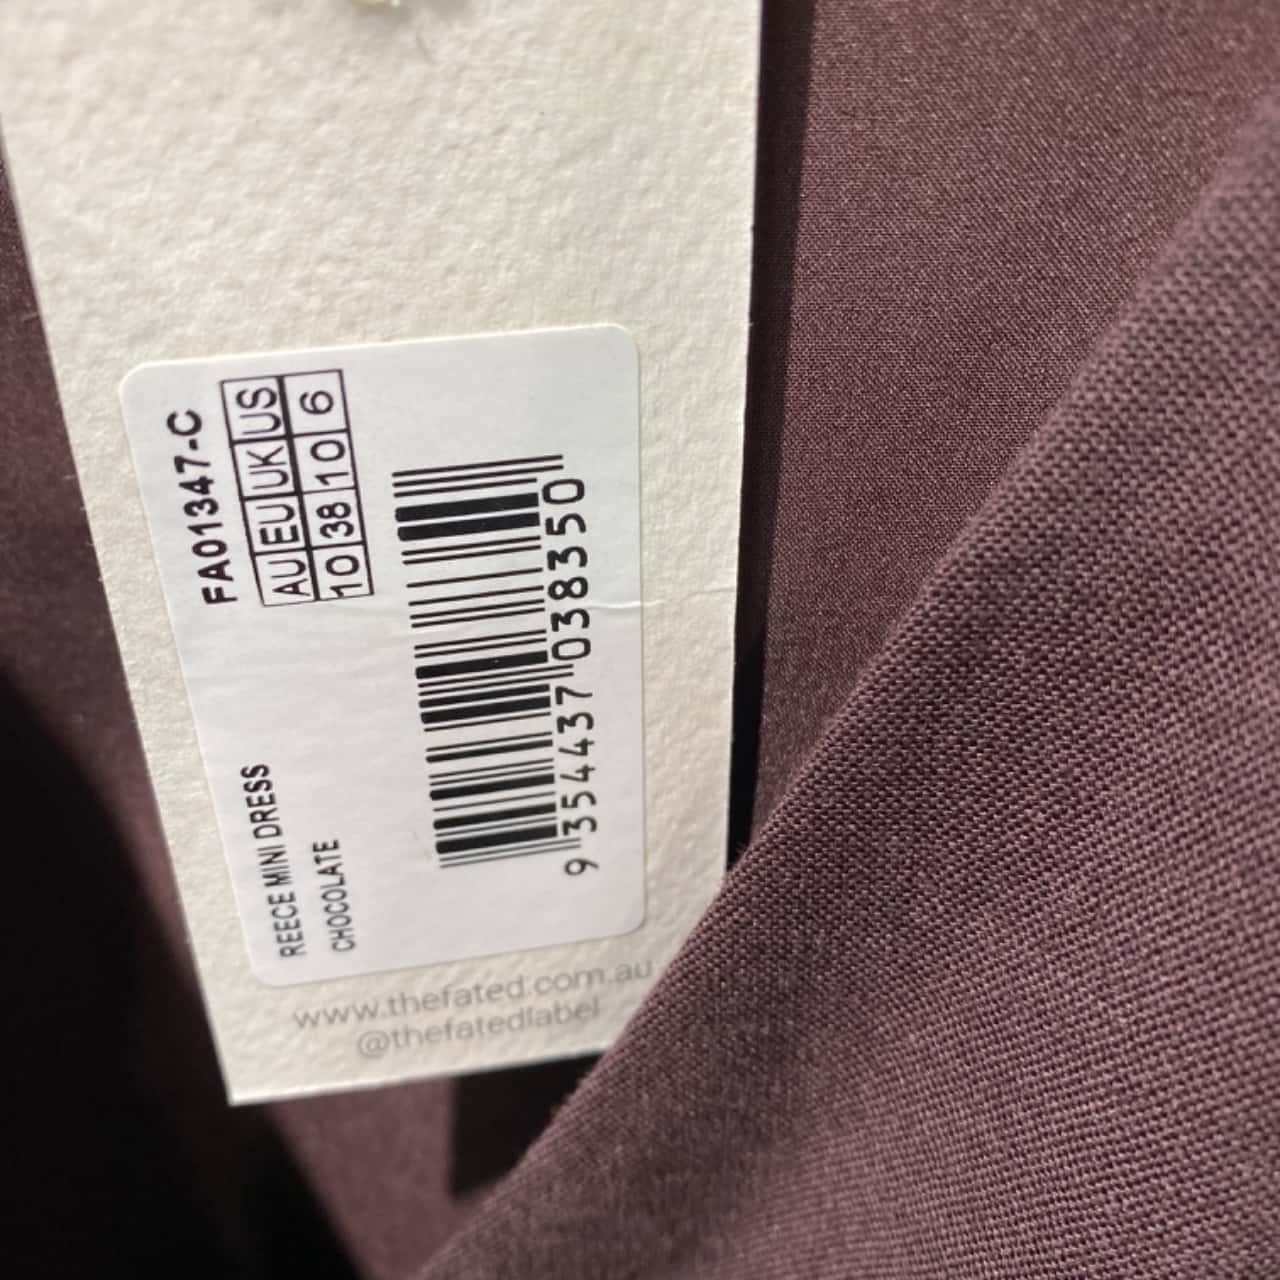 FA01347-C
AU EU UK US
10 38 10 6
REECE MINI DRESS
CHOCOLATE
9 354437 038350
www.thefated.com.au
@thefatedlabel